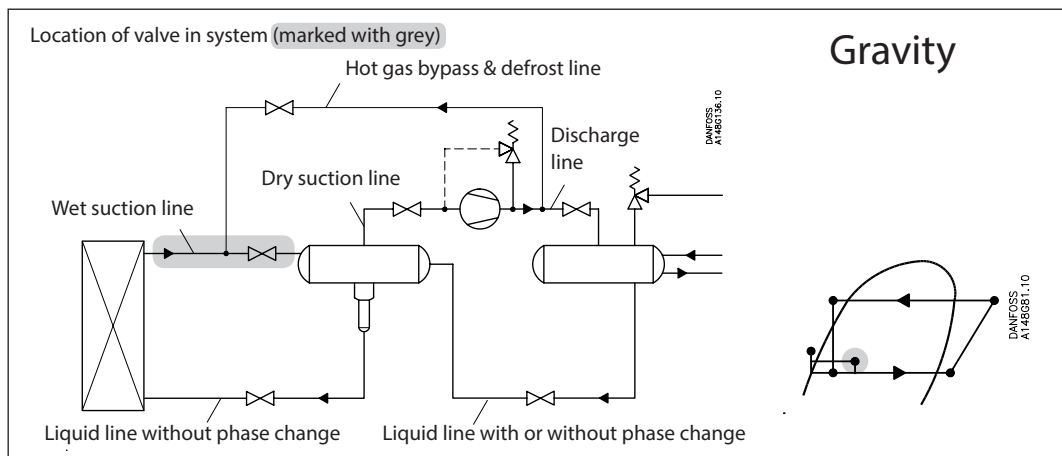 Location of valve in system (marked with grey)
Gravity
Hot gas bypass & defrost line
DANFOSS
A148G136.10
Discharge
line
Dry suction line
Wet suction line
DANFOSS
A148G81.10
Liquid line without phase change
Liquid line with or without phase change